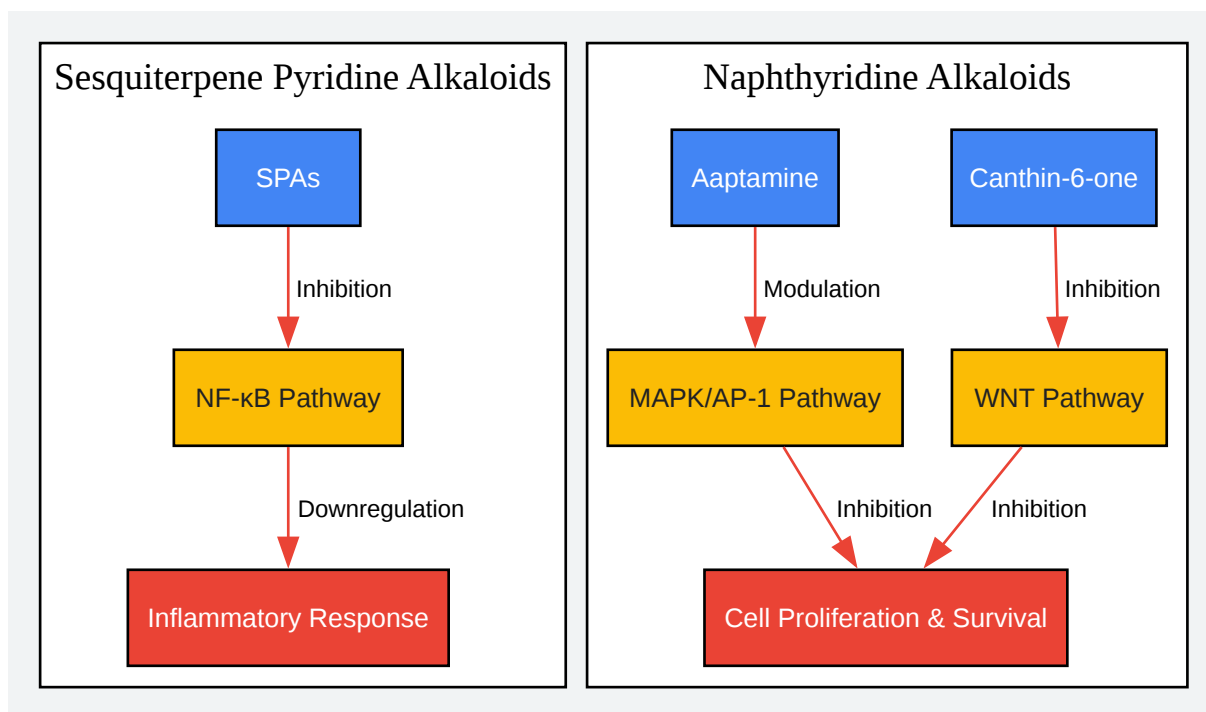 Sesquiterpene Pyridine Alkaloids
SPAs
Inhibition
NF-κB Pathway
Downregulation
Inflammatory Response
Naphthyridine Alkaloids
Aaptamine
Canthin-6-one
Modulation
Inhibition
MAPK/AP-1 Pathway
WNT Pathway
Inhibition
Inhibition
Cell Proliferation & Survival